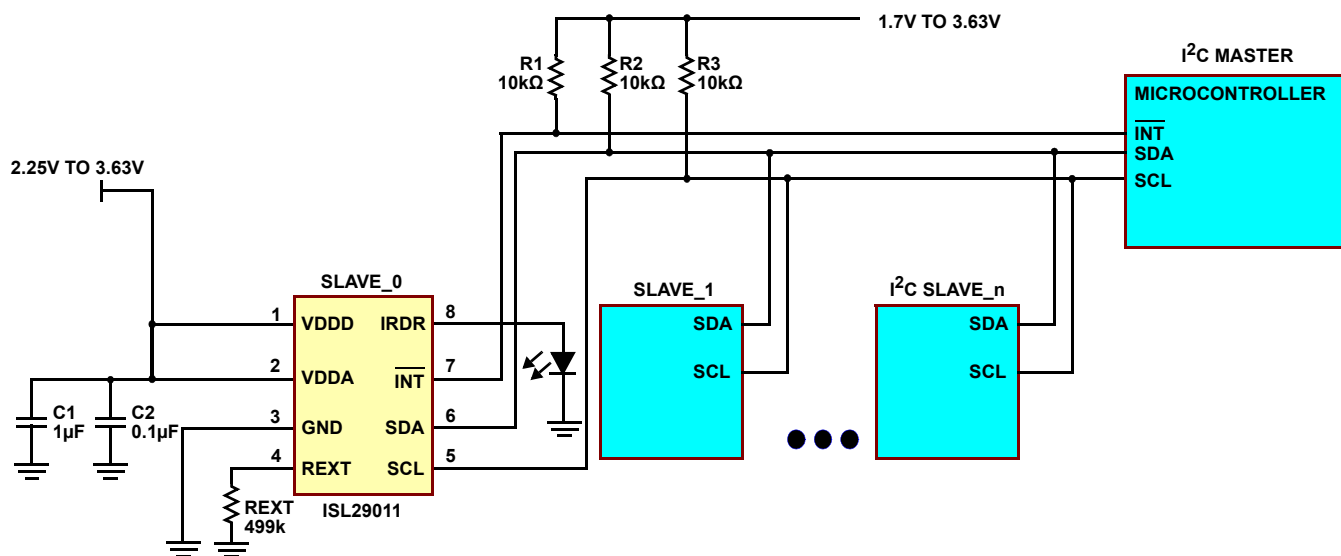 1.7V TO 3.63V
R1
10kΩ
R2
10kΩ
R3
10kΩ
I²C MASTER
MICROCONTROLLER
I̅N̅T̅
SDA
SCL
2.25V TO 3.63V
SLAVE_0
1
VDDD
IRDR
8
2
VDDA
I̅N̅T̅
7
3
GND
SDA
6
4
REXT
SCL
5
ISL29011
C1
1µF
C2
0.1µF
REXT
499k
SLAVE_1
SDA
SCL
I²C SLAVE_n
SDA
SCL